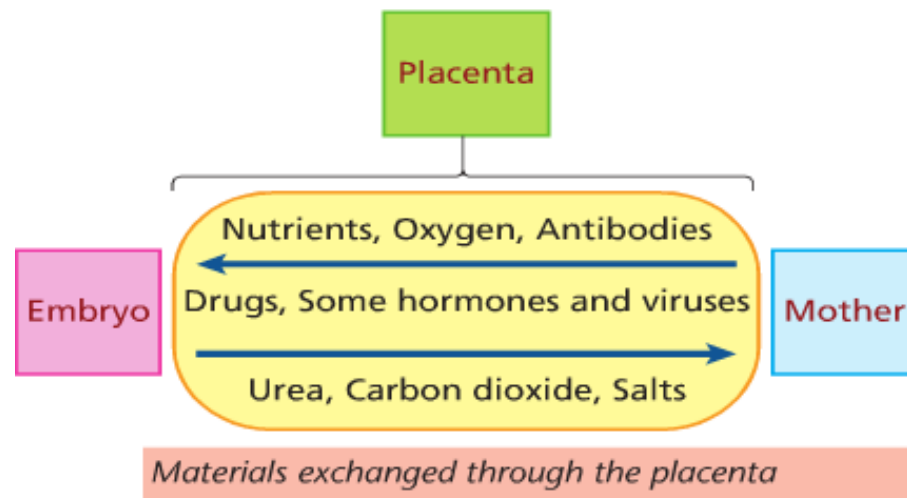 Placenta
Nutrients, Oxygen, Antibodies
Embryo
Drugs, Some hormones and viruses
Mother
Urea, Carbon dioxide, Salts
Materials exchanged through the placenta